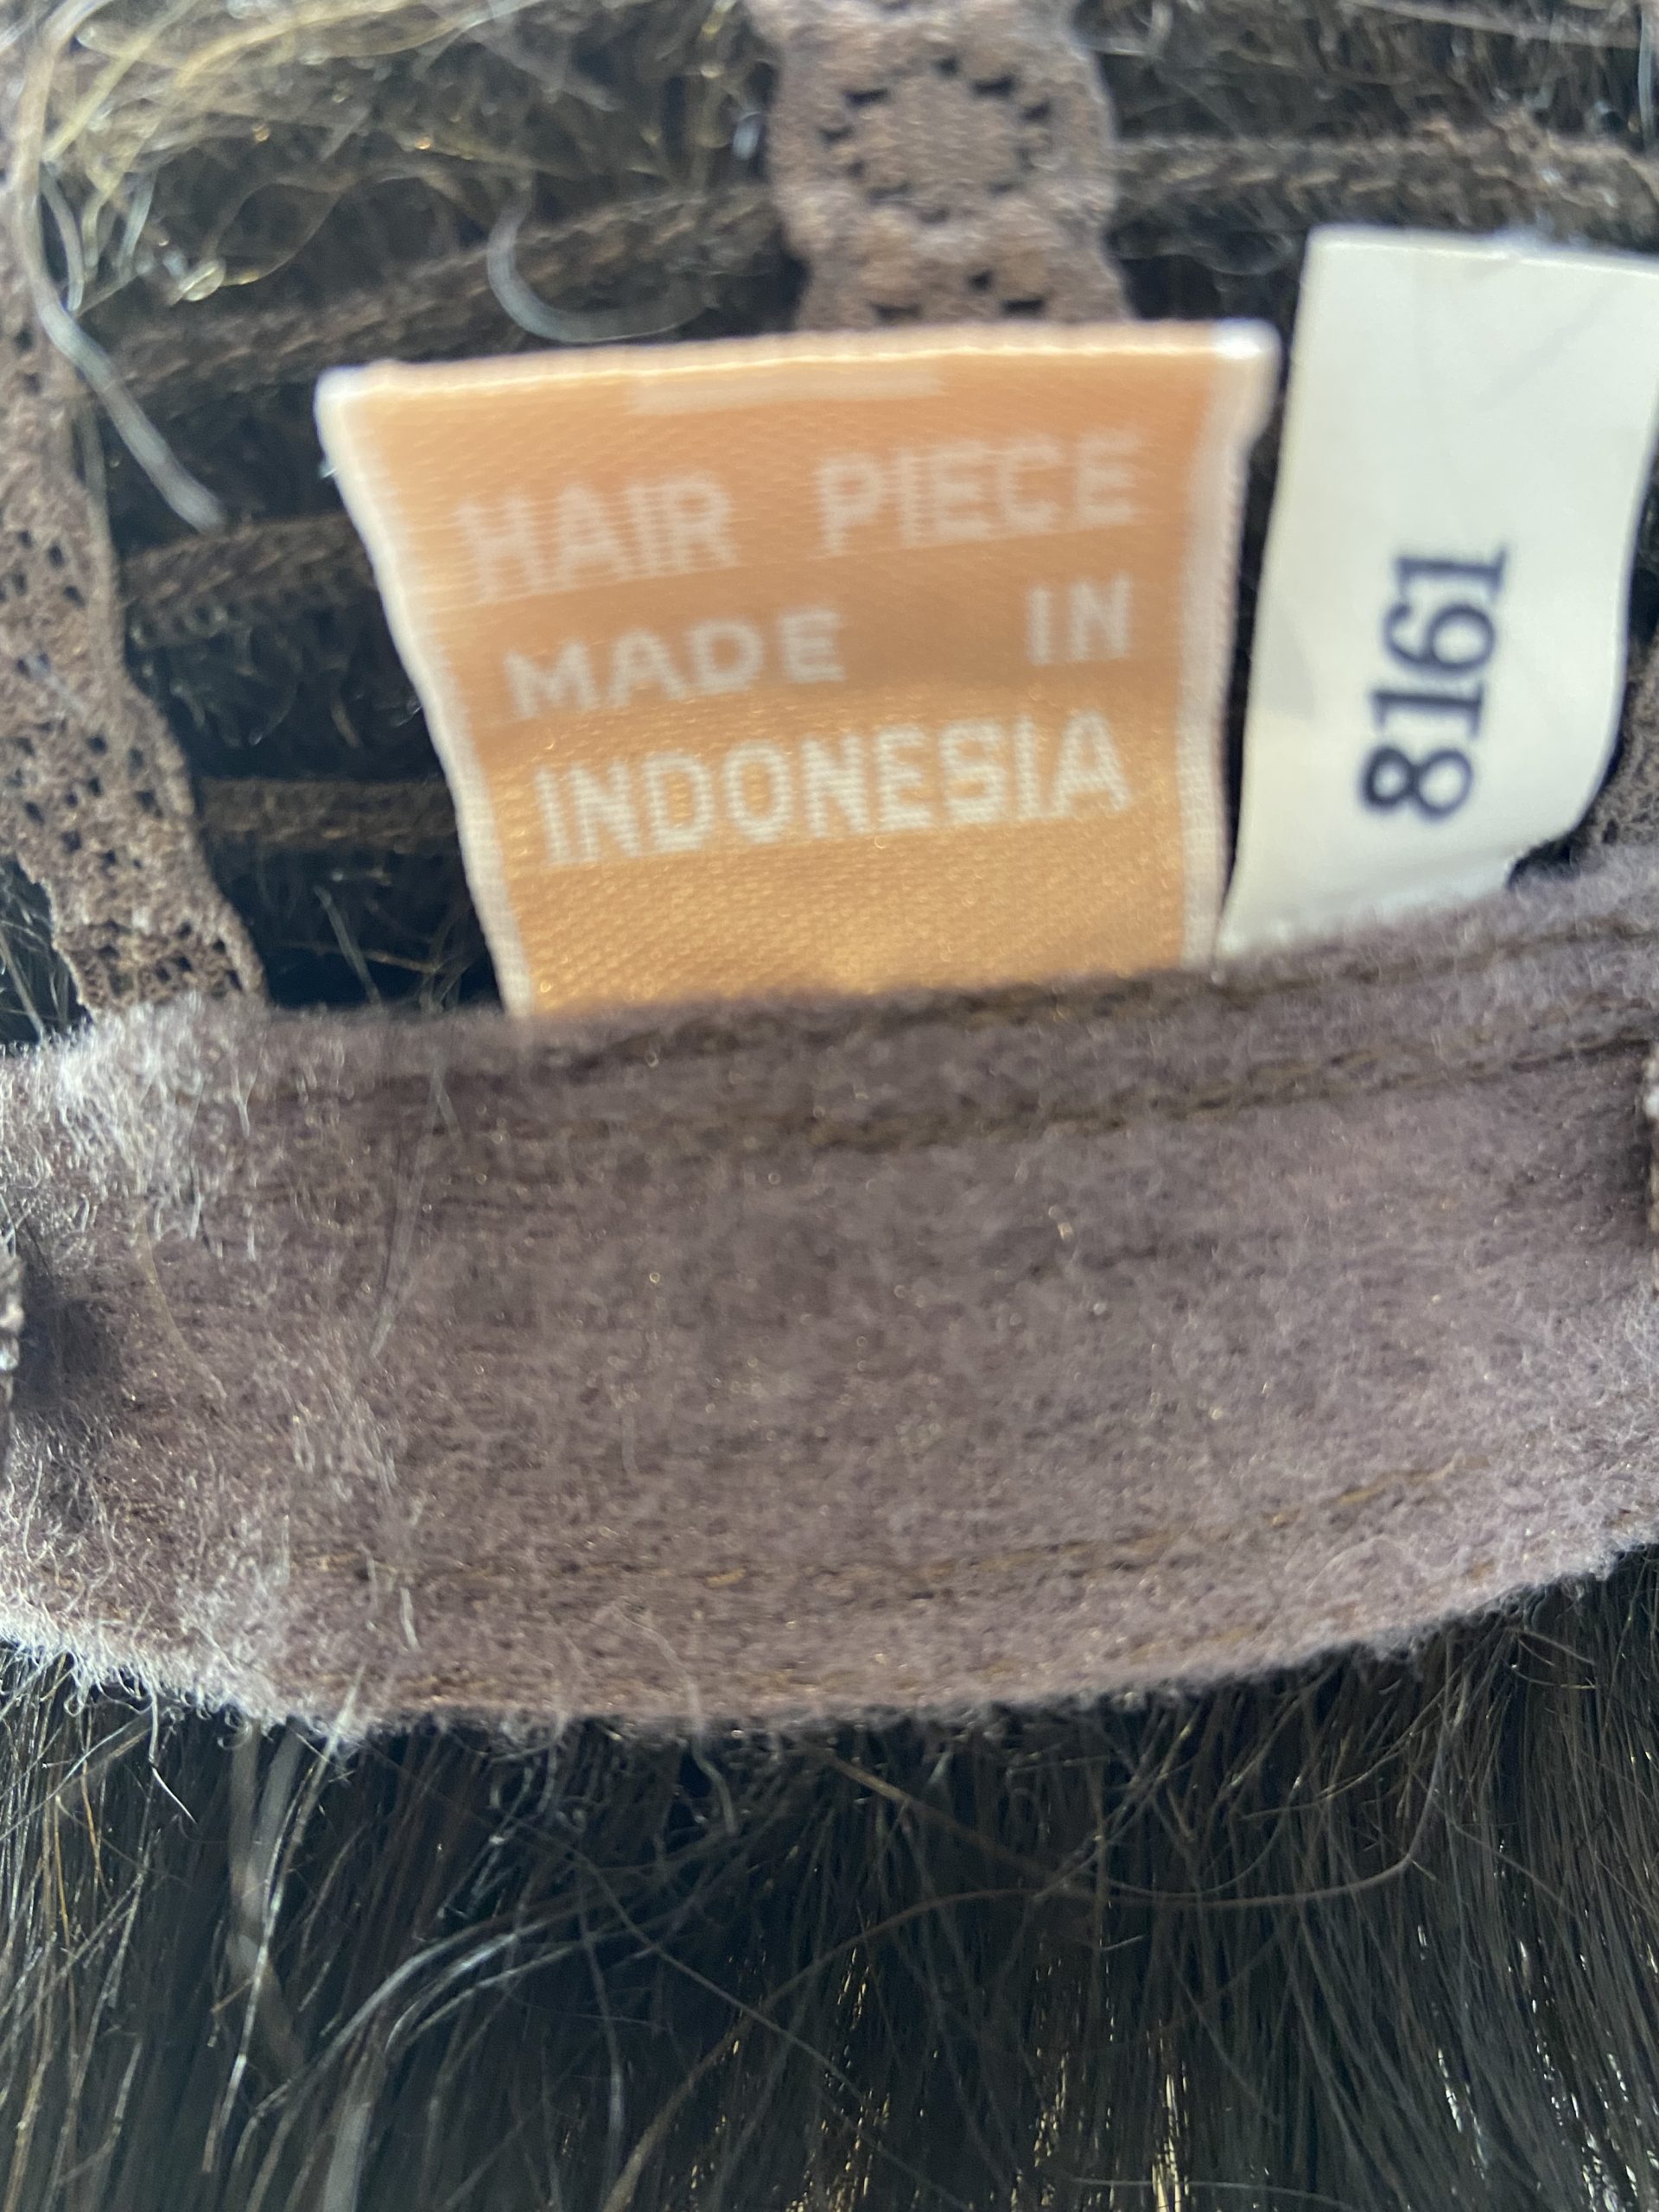 HAIR PIECE
MADE IN
INDONESIA
8161